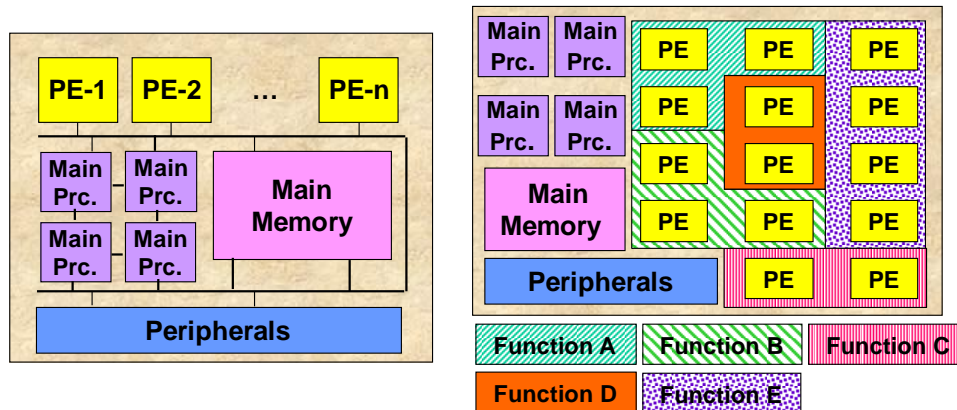 PE-1 PE-2 ... PE-n
Main Main
Prc. Prc.
Main
Memory
Main Main
Prc. Prc.
Peripherals
Main Main PE PE PE
Prc. Prc.
Main Main PE PE PE
Prc. Prc.
PE PE PE
Main
Memory
PE PE PE
Peripherals PE PE
Function A Function B Function C
Function D Function E